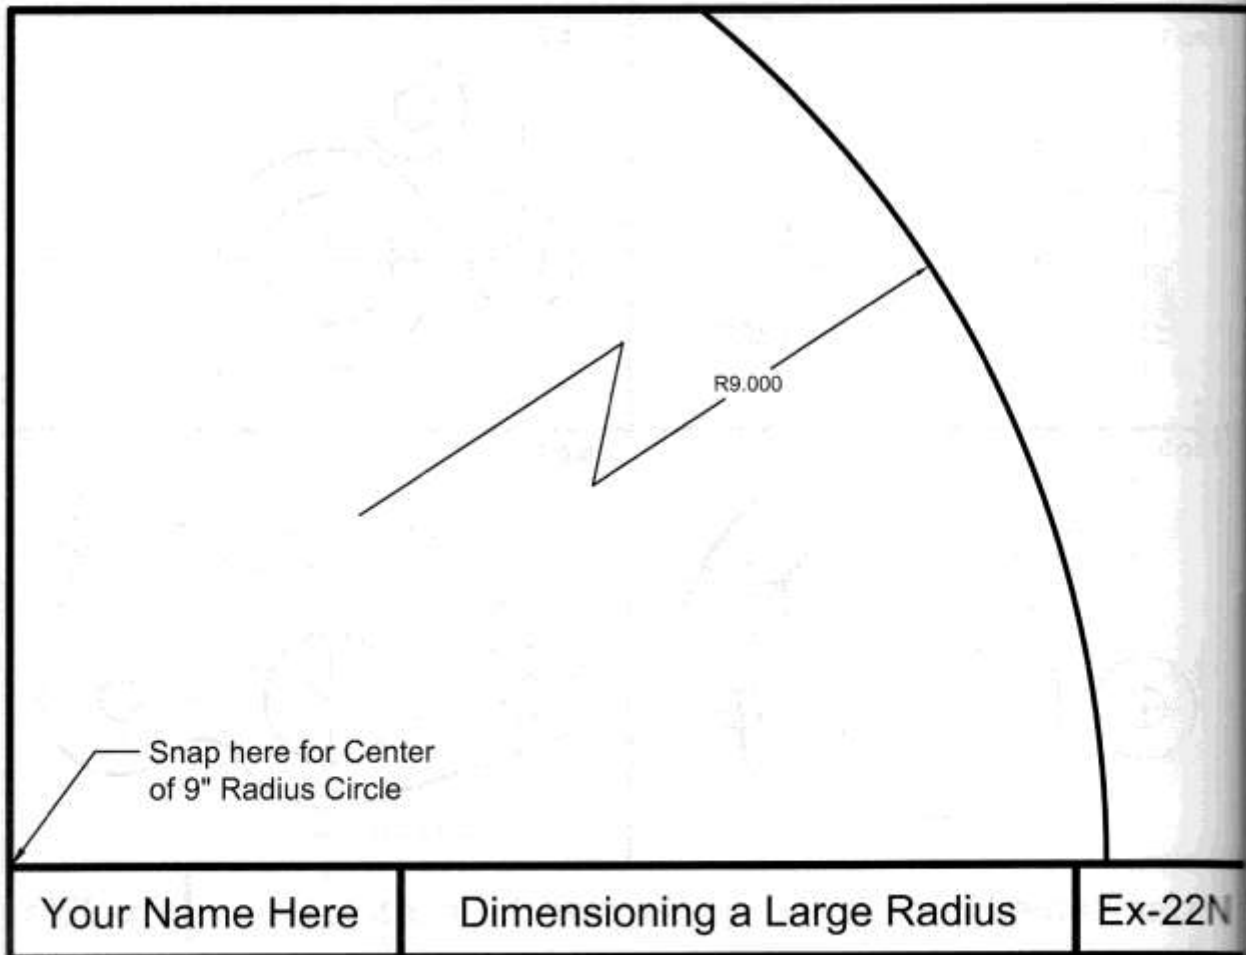 R9.000
Snap here for Center
of 9" Radius Circle
Your Name Here
Dimensioning a Large Radius
Ex-22N